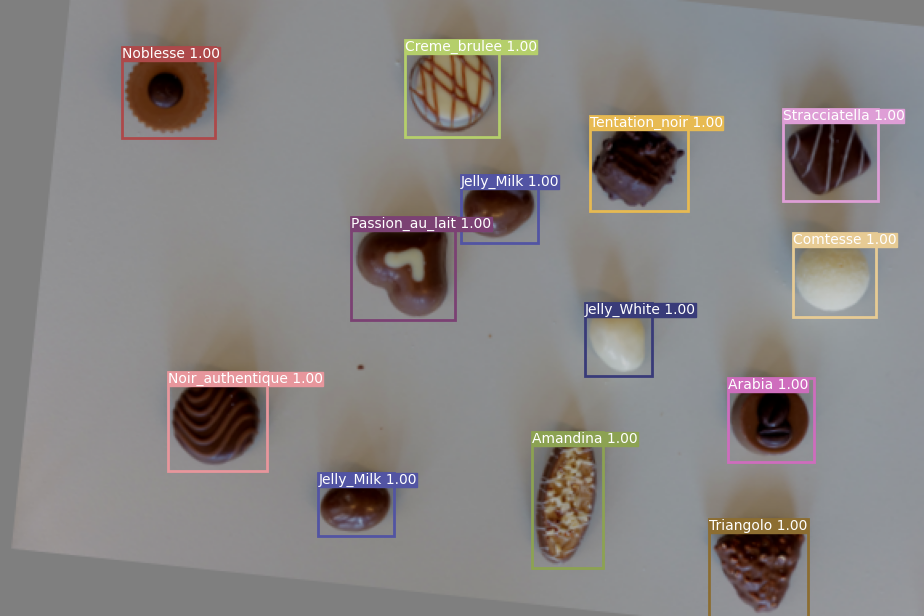 Noblesse 1.00
Creme_brulee 1.00
Tentation_noir 1.00
Stracciatella 1.00
Jelly_Milk 1.00
Passion_au_lait 1.00
Comtesse 1.00
Jelly_White 1.00
Noir_authentique 1.00
Arabia 1.00
Amandina 1.00
Jelly_Milk 1.00
Triangolo 1.00